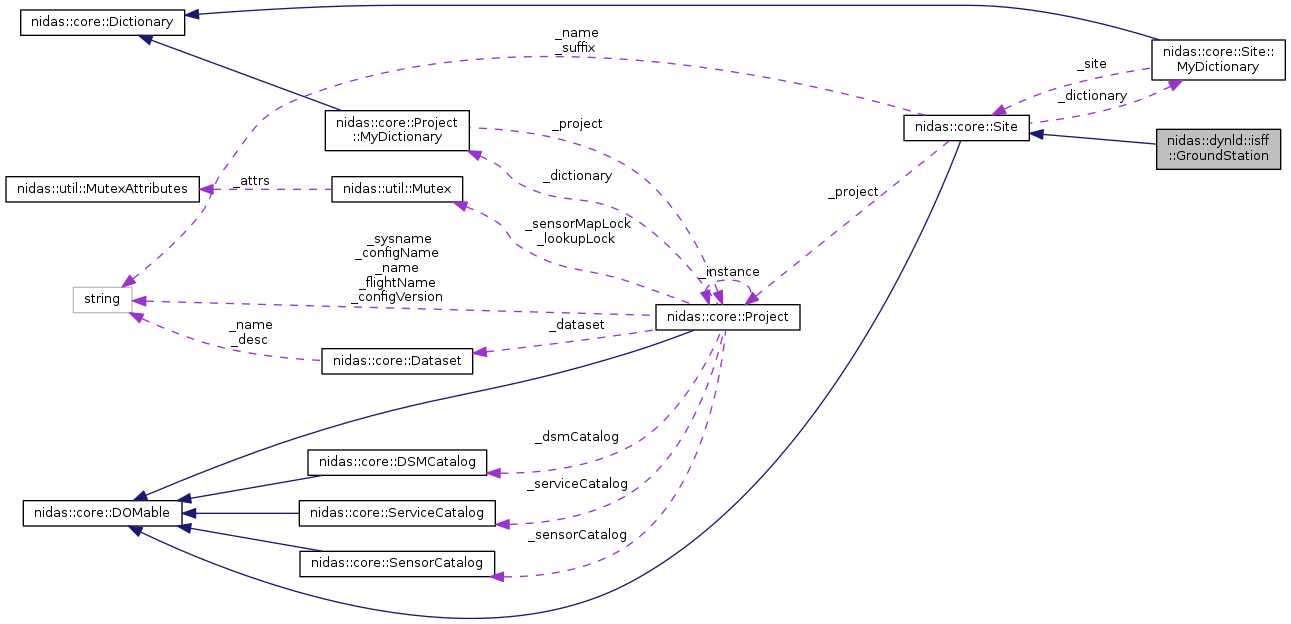 nidas::core::Dictionary
_name
_suffix
nidas::core::Site::
MyDictionary
_site
_dictionary
nidas::core::Project
::MyDictionary
_project
nidas::core::Site
nidas::dynld::isff
::GroundStation
_dictionary
_attrs
nidas::util::MutexAttributes
nidas::util::Mutex
_project
_sensorMapLock
_lookupLock
_sysname
_configName
_name
_flightName
_configVersion
_instance
string
nidas::core::Project
_name
_desc
_dataset
nidas::core::Dataset
_dsmCatalog
nidas::core::DSMCatalog
_serviceCatalog
nidas::core::DOMable
nidas::core::ServiceCatalog
_sensorCatalog
nidas::core::SensorCatalog